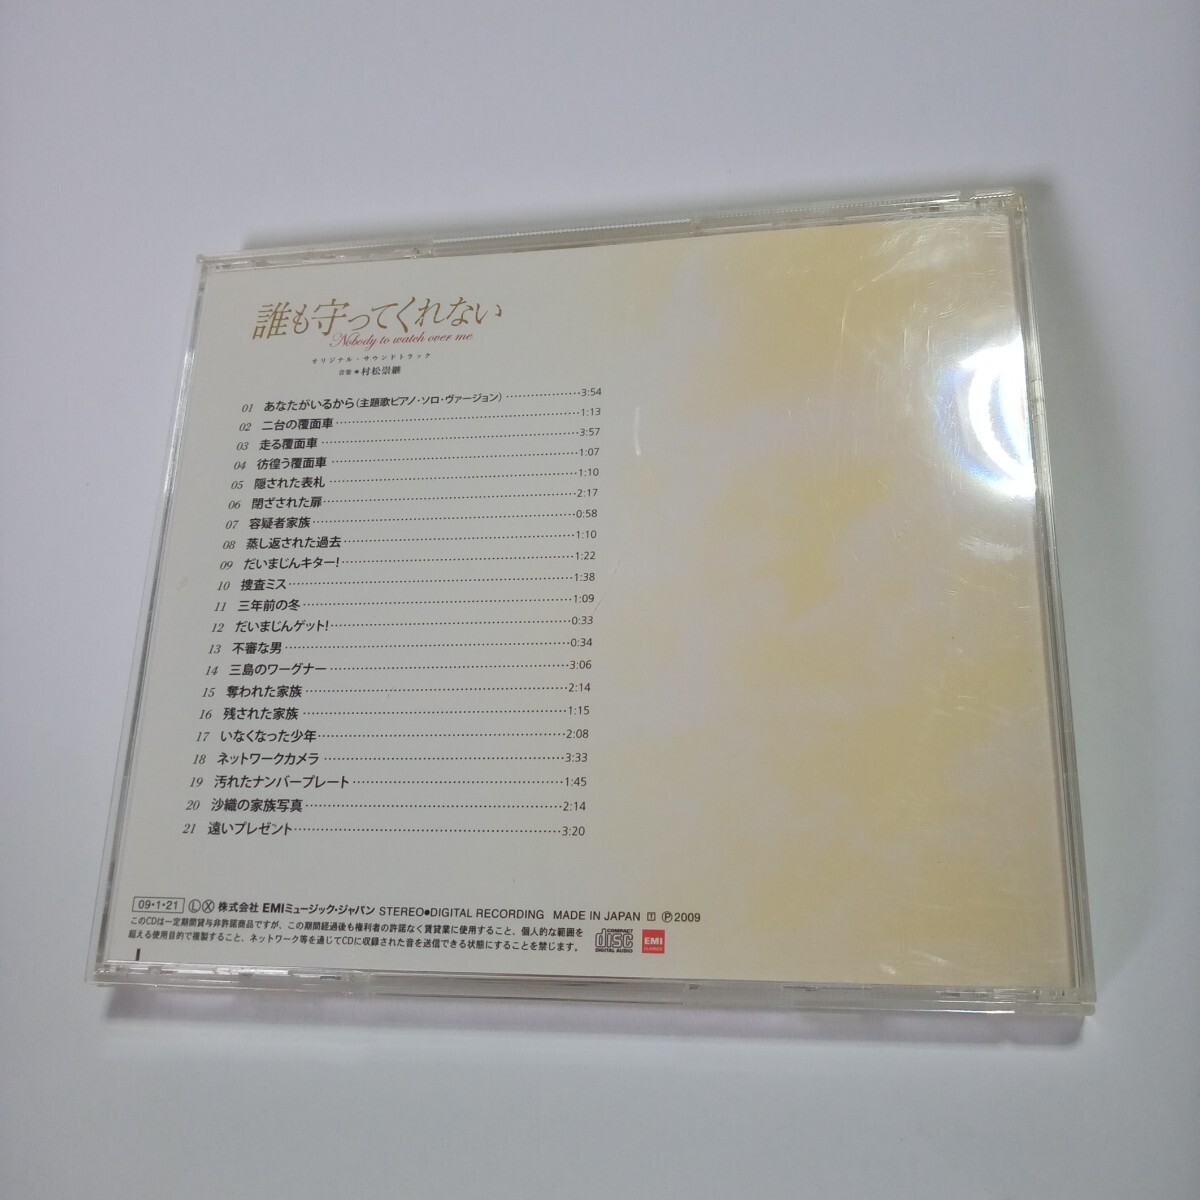 誰も守ってくれない
Nobody to watch over me
オリジナル・サウンドトラック
音楽●村松崇継
01 あなたがいるから(主題歌ピアノ・ソロ・ヴァージョン)………………3:54
02 二台の覆面車………………1:13
03 走る覆面車………………3:57
04 彷徨う覆面車………………1:07
05 隠された表札………………1:10
06 閉ざされた扉………………2:17
07 容疑者家族………………0:58
08 蒸し返された過去………………1:10
09 だいまじんキター!………………1:22
10 捜査ミス………………1:38
11 三年前の冬………………1:09
12 だいまじんゲット!………………0:33
13 不審な男………………0:34
14 三島のワーグナー………………3:06
15 奪われた家族………………2:14
16 残された家族………………1:15
17 いなくなった少年………………2:08
18 ネットワークカメラ………………3:33
19 汚れたナンバープレート………………1:45
20 沙織の家族写真………………2:14
21 遠いプレゼント………………3:20
09・1・21 Ⓛ Ⓧ 株式会社 EMIミュージック・ジャパン STEREO●DIGITAL RECORDING MADE IN JAPAN 🅃 Ⓟ2009
このCDは一定期間貸与非許諾商品ですが、この期間経過後も権利者の許諾なく賃貸業に使用すること、個人的な範囲を
超える使用目的で複製すること、ネットワーク等を通じてCDに収録された音を送信できる状態にすることを禁じます。
COMPACT
disc
DIGITAL AUDIO
EMI
CLASSICS